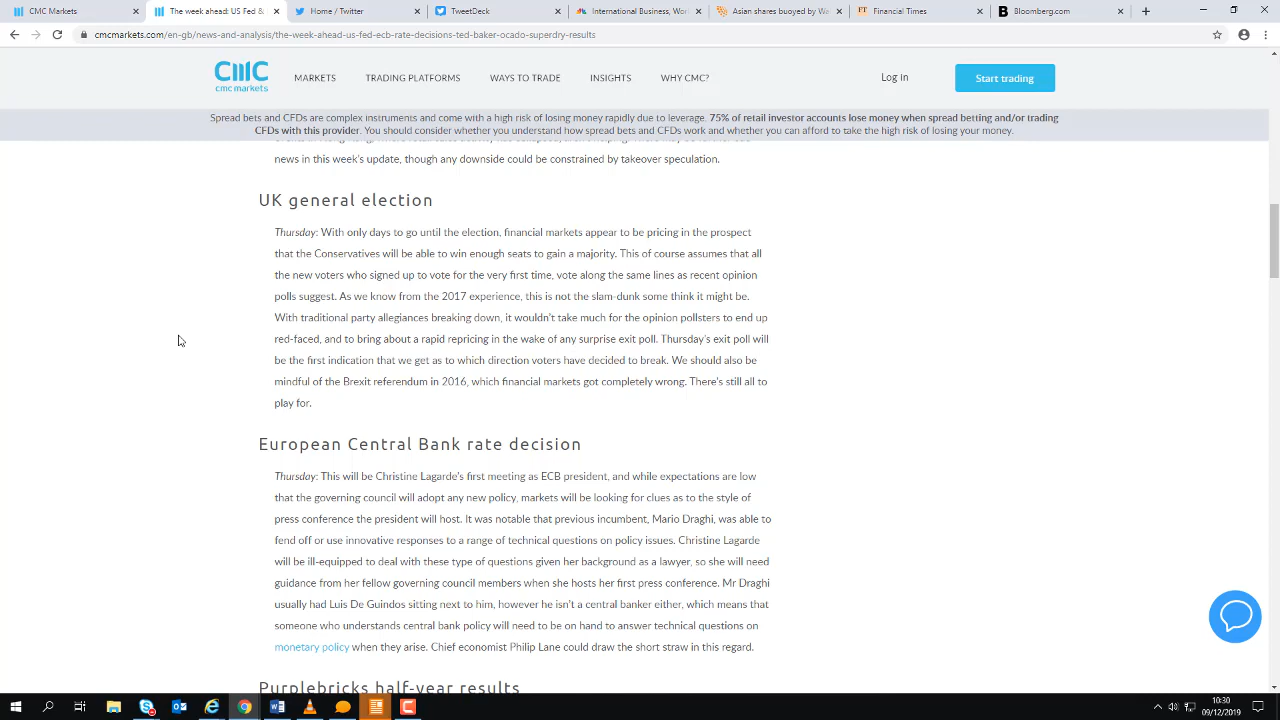 CMC Markets
The week ahead: US Fed &
Home / Twitter
TweetDeck
International Business, Wor
Asian shares buoyed by Wa
FT Financial Times
B Bloomberg.com
cmcmarkets.com/en-gb/news-and-analysis/the-week-ahead-us-fed-ecb-rate-decisions-ted-baker-ocado-superdry-results
cmc
cmc markets
MARKETS
TRADING PLATFORMS
WAYS TO TRADE
INSIGHTS
WHY CMC?
Log in
Start trading
Spread bets and CFDs are complex instruments and come with a high risk of losing money rapidly due to leverage. 75% of retail investor accounts lose money when spread betting and/or trading
CFDs with this provider. You should consider whether you understand how spread bets and CFDs work and whether you can afford to take the high risk of losing your money.
news in this week's update, though any downside could be constrained by takeover speculation.
UK general election
Thursday: With only days to go until the election, financial markets appear to be pricing in the prospect
that the Conservatives will be able to win enough seats to gain a majority. This of course assumes that all
the new voters who signed up to vote for the very first time, vote along the same lines as recent opinion
polls suggest. As we know from the 2017 experience, this is not the slam-dunk some think it might be.
With traditional party allegiances breaking down, it wouldn't take much for the opinion pollsters to end up
red-faced, and to bring about a rapid repricing in the wake of any surprise exit poll. Thursday's exit poll will
be the first indication that we get as to which direction voters have decided to break. We should also be
mindful of the Brexit referendum in 2016, which financial markets got completely wrong. There's still all to
play for.
European Central Bank rate decision
Thursday: This will be Christine Lagarde's first meeting as ECB president, and while expectations are low
that the governing council will adopt any new policy, markets will be looking for clues as to the style of
press conference the president will host. It was notable that previous incumbent, Mario Draghi, was able to
fend off or use innovative responses to a range of technical questions on policy issues. Christine Lagarde
will be ill-equipped to deal with these type of questions given her background as a lawyer, so she will need
guidance from her fellow governing council members when she hosts her first press conference. Mr Draghi
usually had Luis De Guindos sitting next to him, however he isn't a central banker either, which means that
someone who understands central bank policy will need to be on hand to answer technical questions on
monetary policy when they arise. Chief economist Philip Lane could draw the short straw in this regard.
Purplebricks half-year results
10:30
09/12/2019